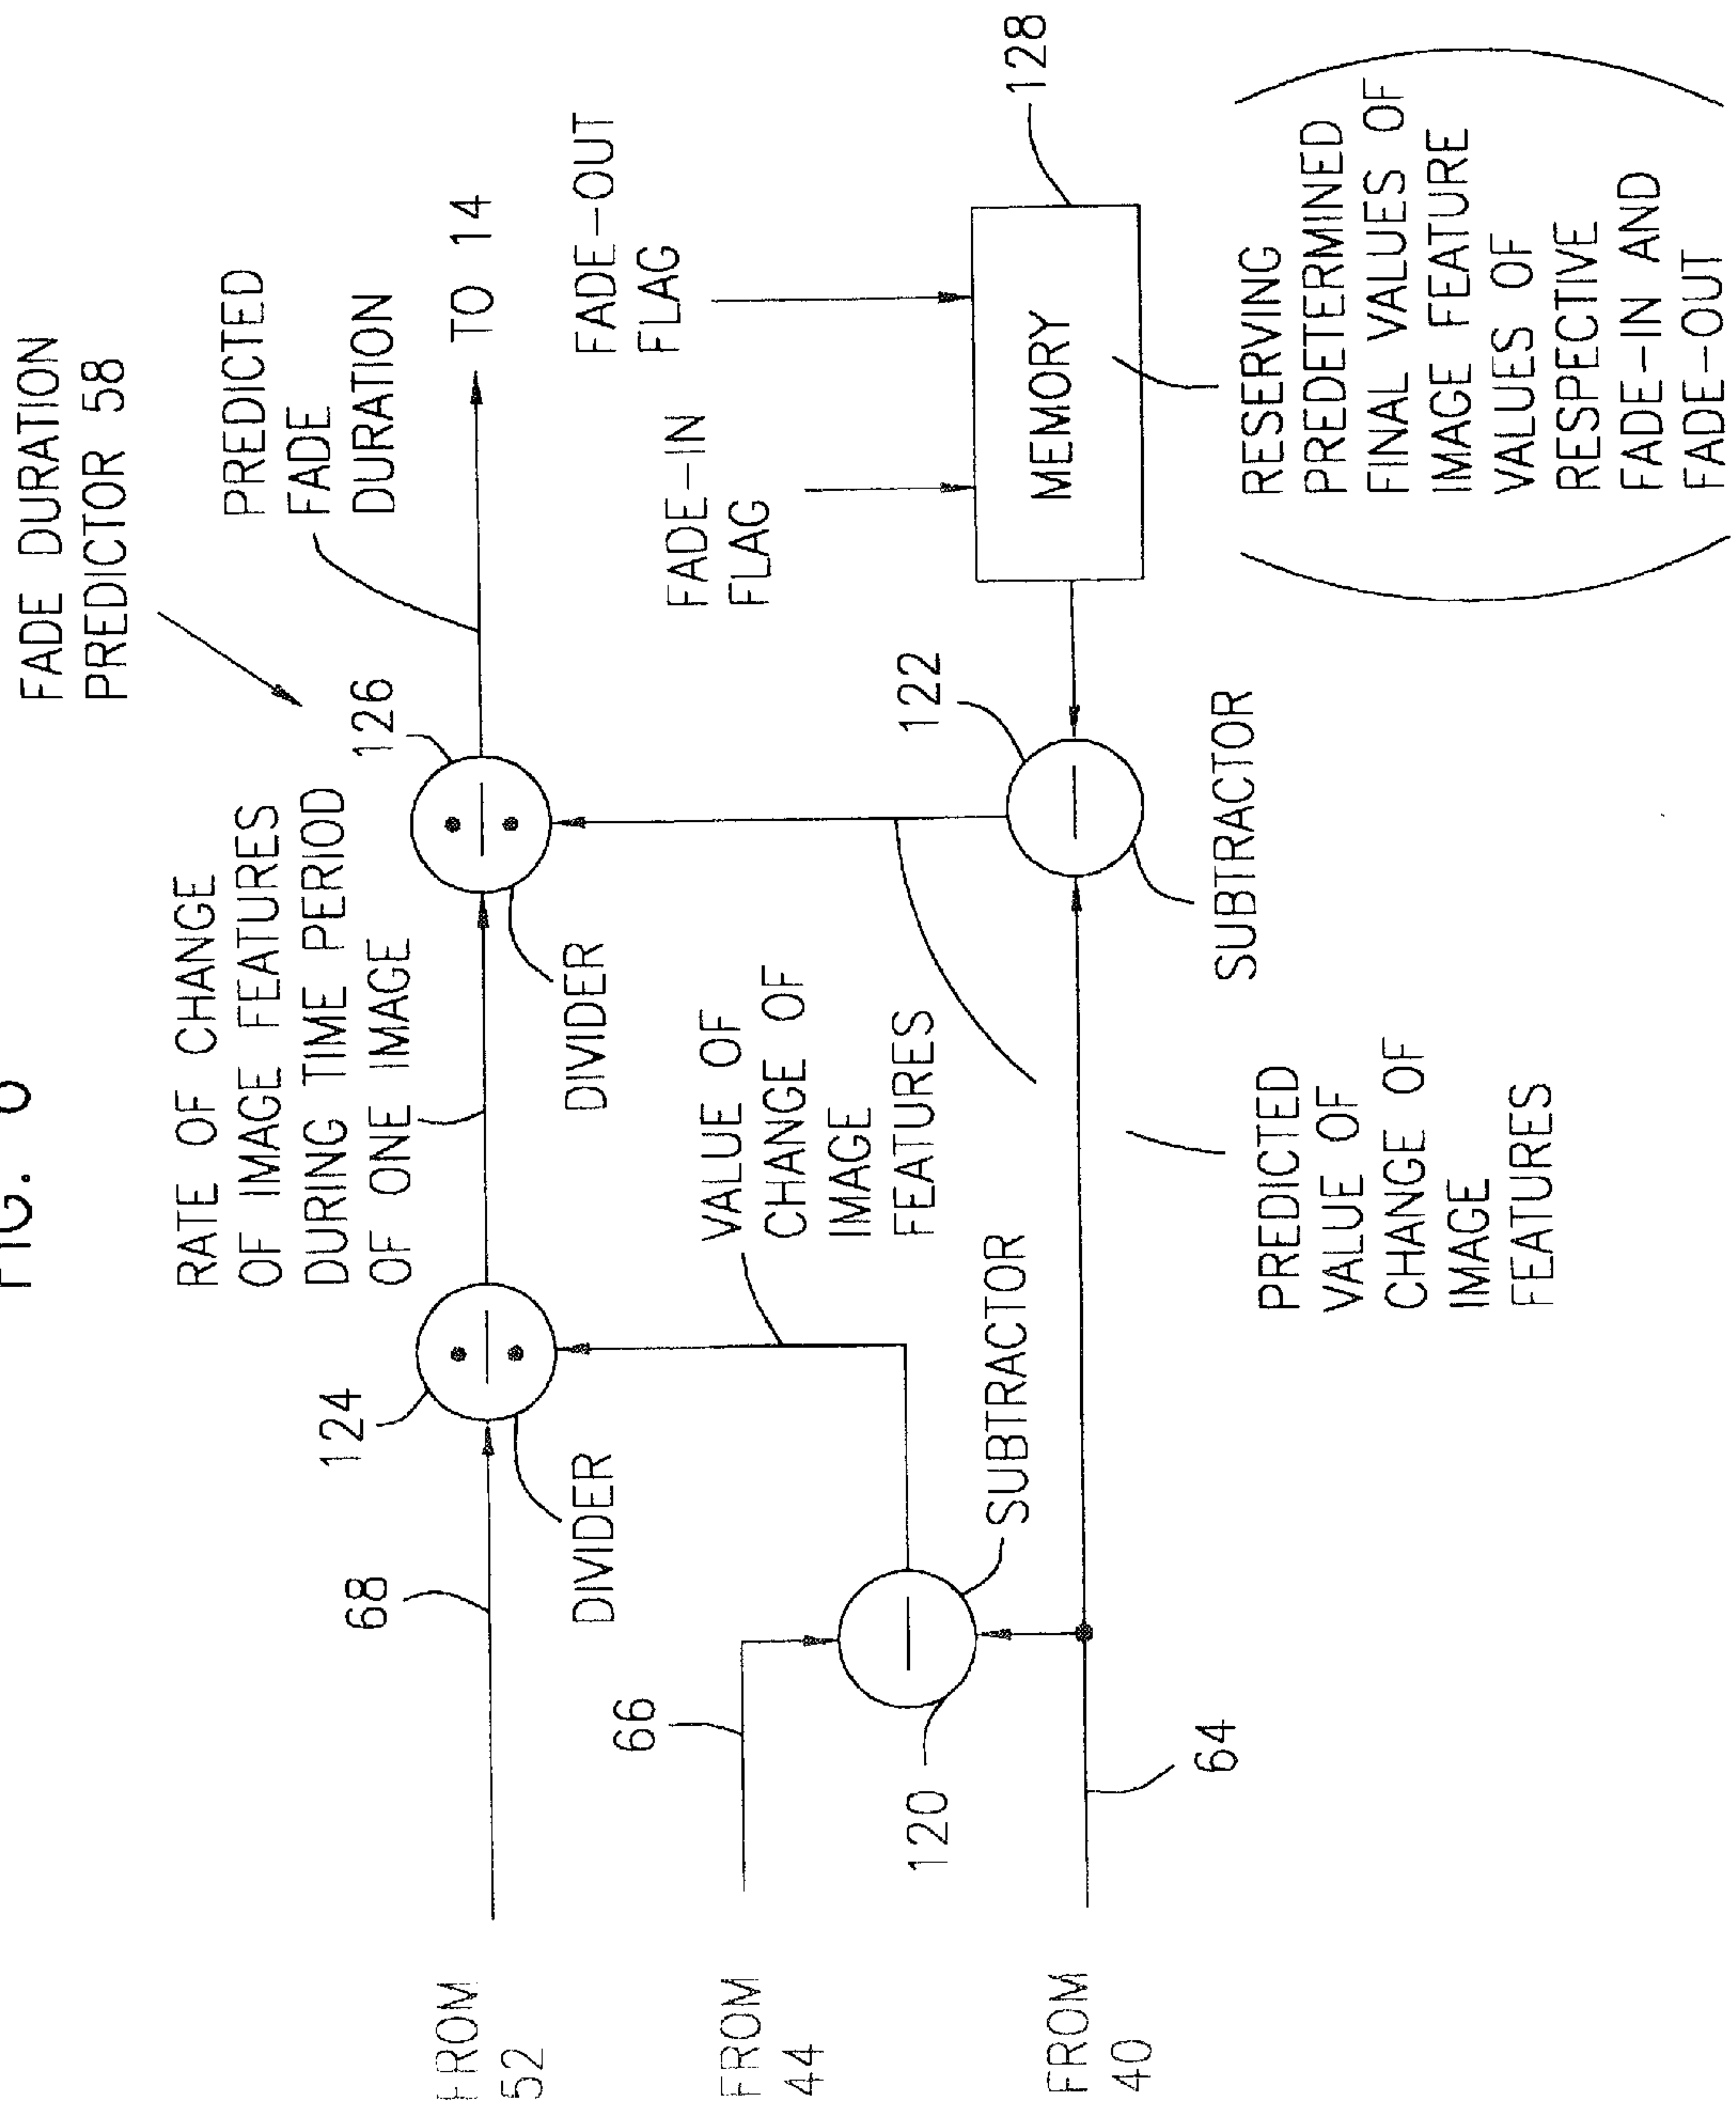 FADE DURATION
PREDICTOR 58
RATE OF CHANGE
OF IMAGE FEATURES
DURING TIME PERIOD
OF ONE IMAGE
PREDICTED
FADE
DURATION
FROM
52
68
124
DIVIDER
126
DIVIDER
TO 14
FROM
44
66
VALUE OF
CHANGE OF
IMAGE
FEATURES
FADE-IN
FLAG
FADE-OUT
FLAG
120
SUBTRACTOR
122
FROM
40
64
SUBTRACTOR
MEMORY
128
PREDICTED
VALUE OF
CHANGE OF
IMAGE
FEATURES
RESERVING
PREDETERMINED
FINAL VALUES OF
IMAGE FEATURE
VALUES OF
RESPECTIVE
FADE-IN AND
FADE-OUT